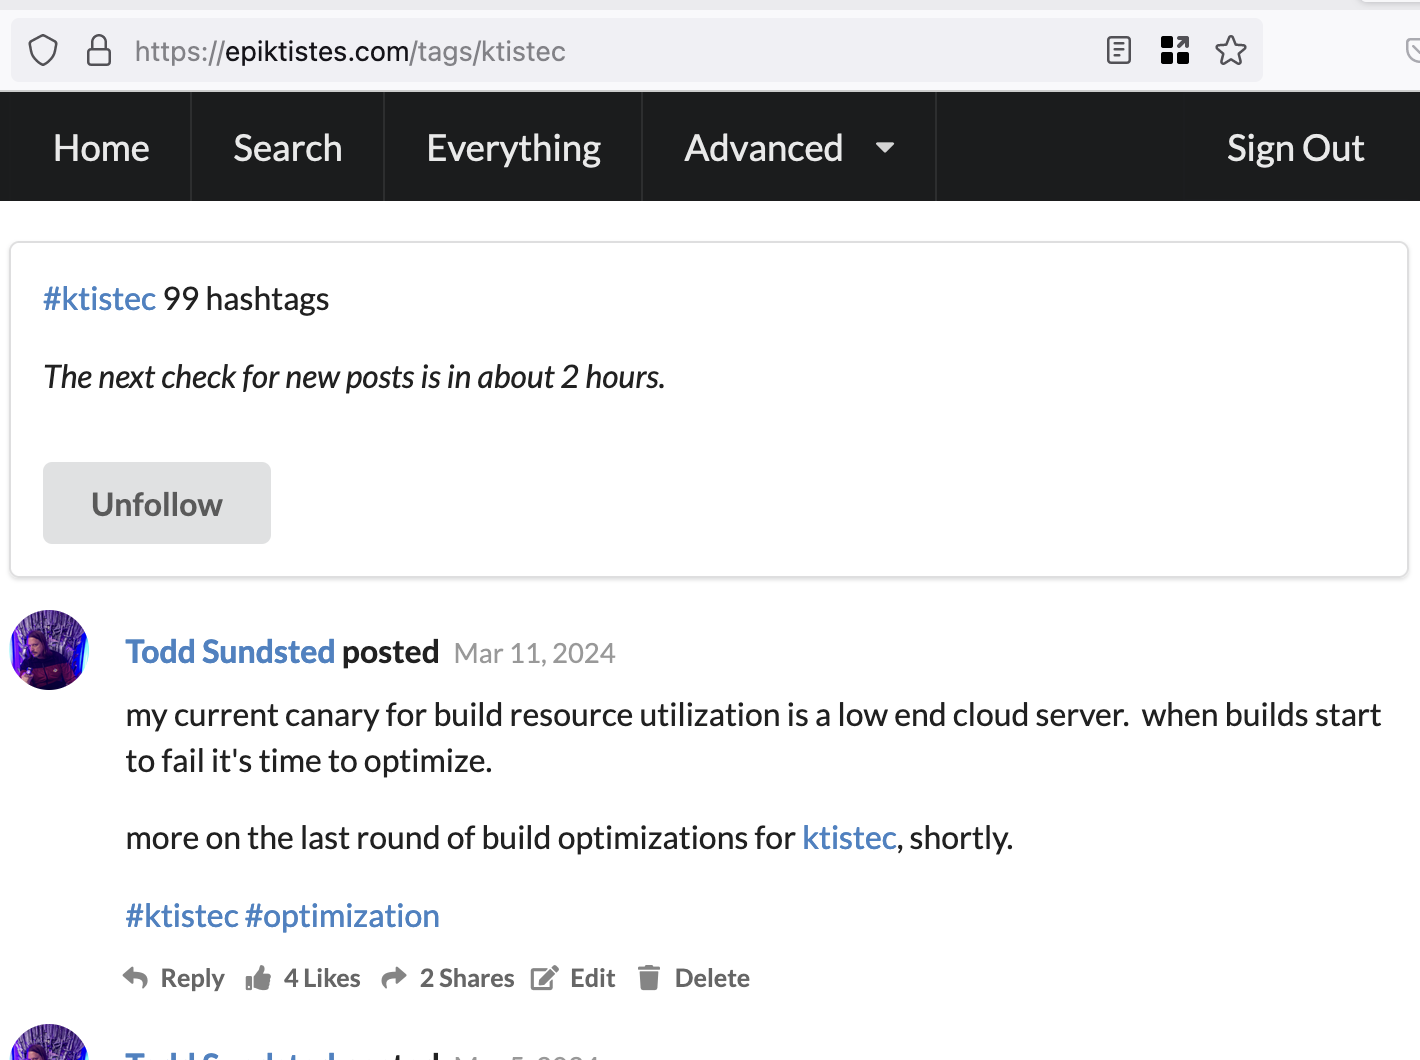 https://epiktistes.com/tags/ktistec
Home Search Everything Advanced Sign Out
#ktistec 99 hashtags
The next check for new posts is in about 2 hours.
Unfollow
Todd Sundsted posted Mar 11, 2024
my current canary for build resource utilization is a low end cloud server.  when builds start
to fail it's time to optimize.
more on the last round of build optimizations for ktistec, shortly.
#ktistec #optimization
Reply 4 Likes 2 Shares Edit Delete